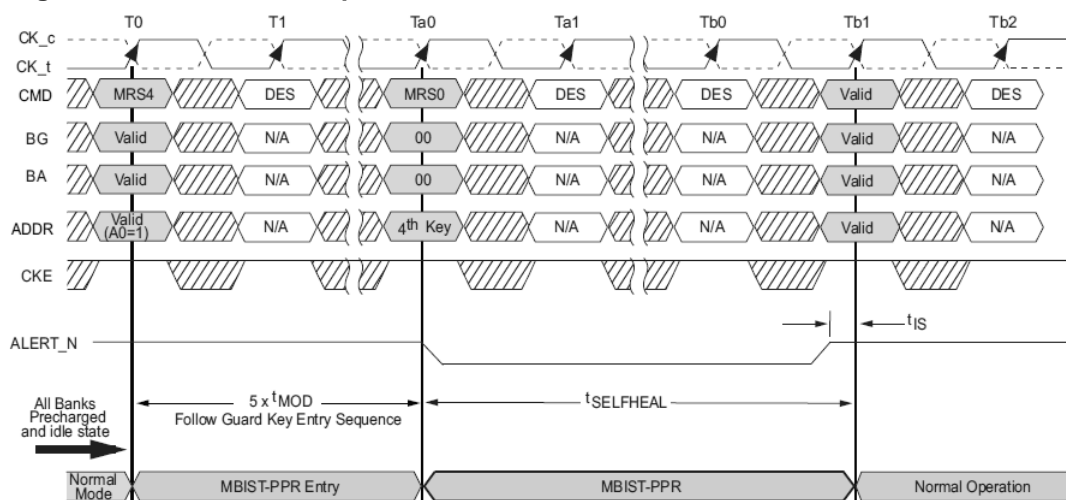 T0 T1 Ta0 Ta1 Tb0 Tb1 Tb2
CK_c
CK_t
CMD MRS4 DES MRS0 DES DES Valid DES
BG Valid N/A 00 N/A N/A Valid N/A
BA Valid N/A 00 N/A N/A Valid N/A
ADDR Valid (A0=1) N/A 4th Key N/A N/A Valid N/A
CKE
tIS
ALERT_N
5 x tMOD
Follow Guard Key Entry Sequence
tSELFHEAL
All Banks
Precharged
and idle state
Normal
Mode
MBIST-PPR Entry
MBIST-PPR
Normal Operation